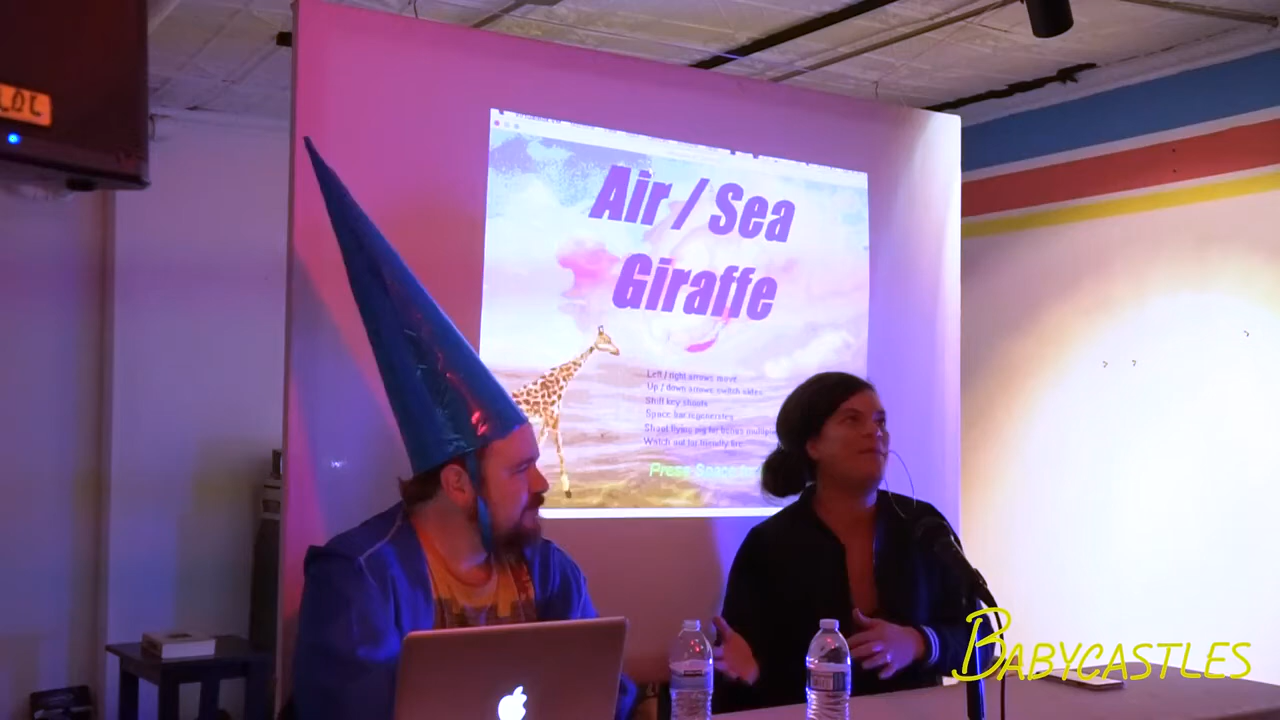 Air / Sea
Giraffe
Left / right arrows move
Up / down arrows switch sides
Shift key shoots
Space bar regenerates
Shoot flying pig for bonus
Watch out for friendly fire
Press Space
BABYCASTLES